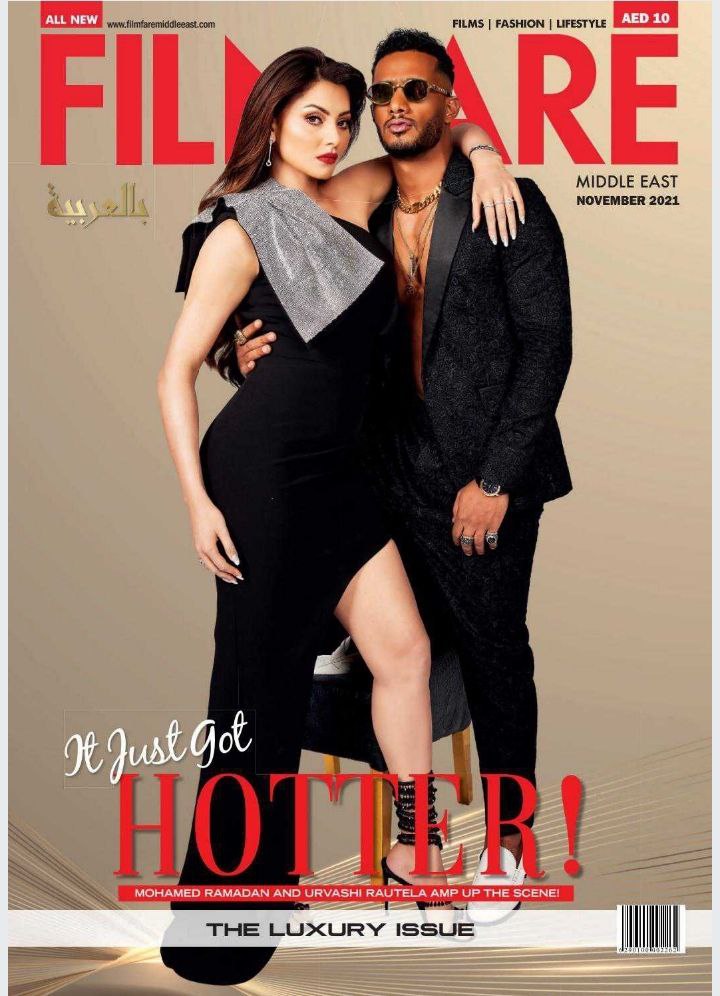 ALL NEW www.filmfaremiddleeast.com FILMS | FASHION | LIFESTYLE AED 10
FILMFARE
MIDDLE EAST
NOVEMBER 2021
بالعربية
It Just Got
HOTTER!
MOHAMED RAMADAN AND URVASHI RAUTELA AMP UP THE SCENE!
THE LUXURY ISSUE